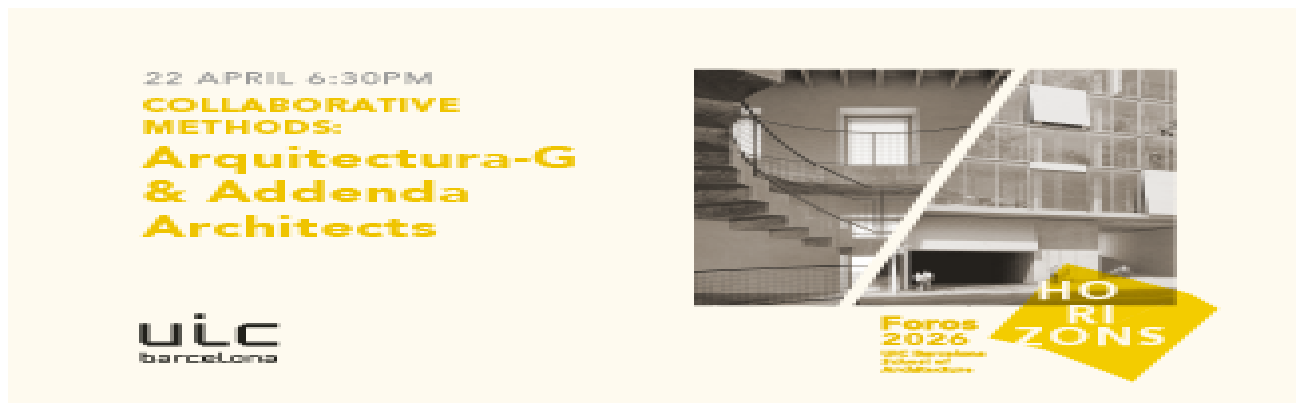 22 APRIL 6:30PM
COLLABORATIVE
METHODS:
Arquitectura-G
& Addenda
Architects
uic
barcelona
Foros
2026
UIC Barcelona
School of
Architecture
HO
RI
ZONS